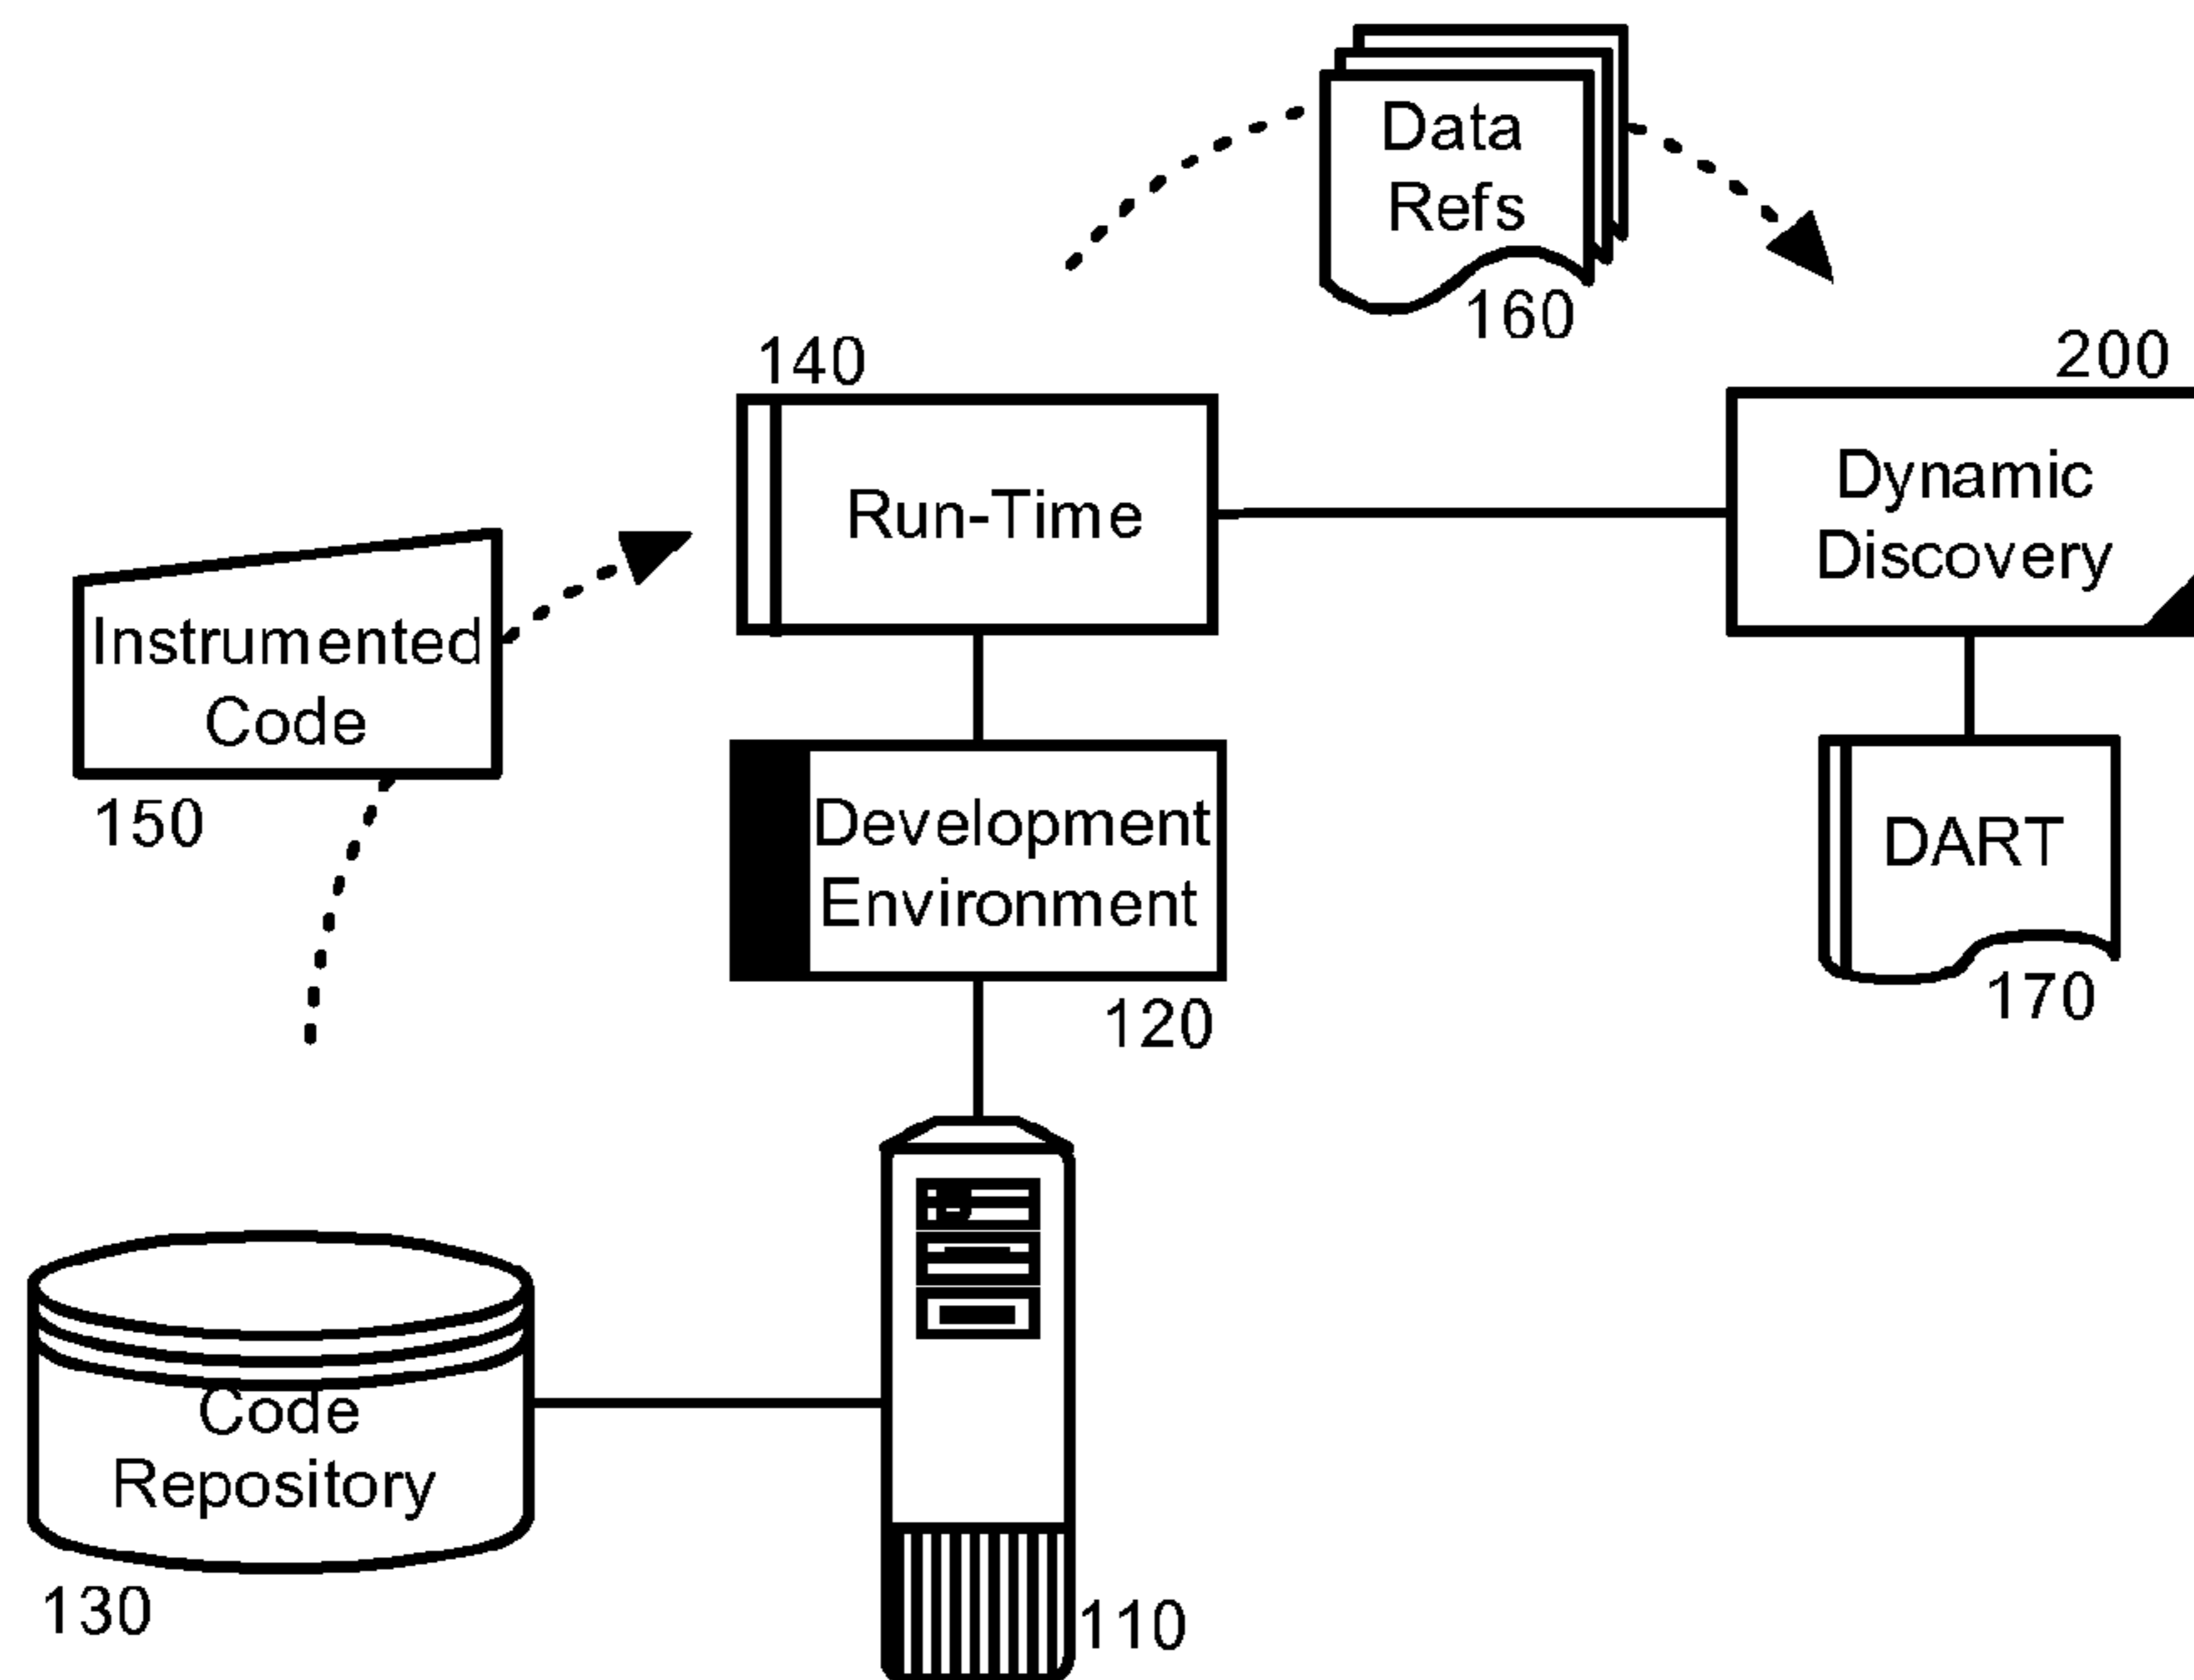 Data
Refs
160
140
200
Run-Time
Dynamic
Discovery
Instrumented
Code
150
Development
Environment
120
DART
170
Code
Repository
130
110